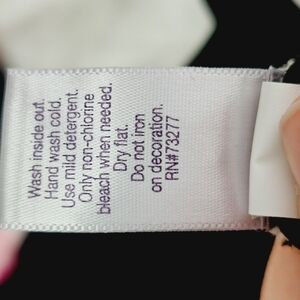 Wash inside out.
Hand wash cold.
Use mild detergent.
Only non-chlorine
bleach when needed.
Dry flat.
Do not iron
on decoration.
RN#73277